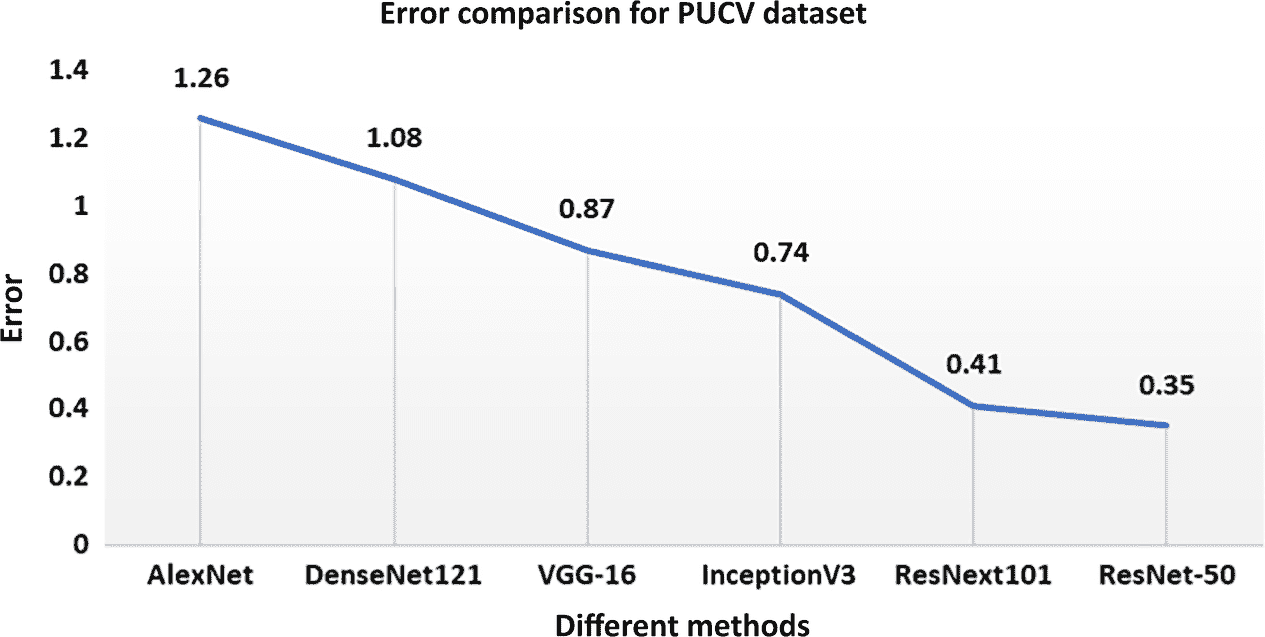 Error comparison for PUCV dataset
1.4
1.2
1
0.8
0.6
0.4
0.2
0
Error
1.26
1.08
0.87
0.74
0.41
0.35
AlexNet
DenseNet121
VGG-16
InceptionV3
ResNext101
ResNet-50
Different methods